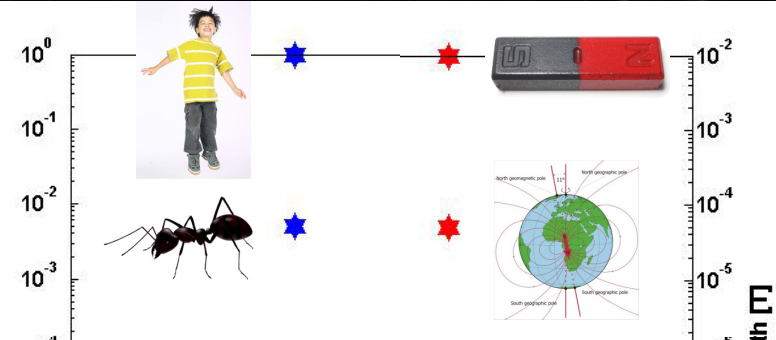 10^0
10^-1
10^-2
10^-3
S N
10^-2
10^-3
10^-4
10^-5
North geomagnetic pole
11°
North geographic pole
South geomagnetic pole
South geographic pole
th [